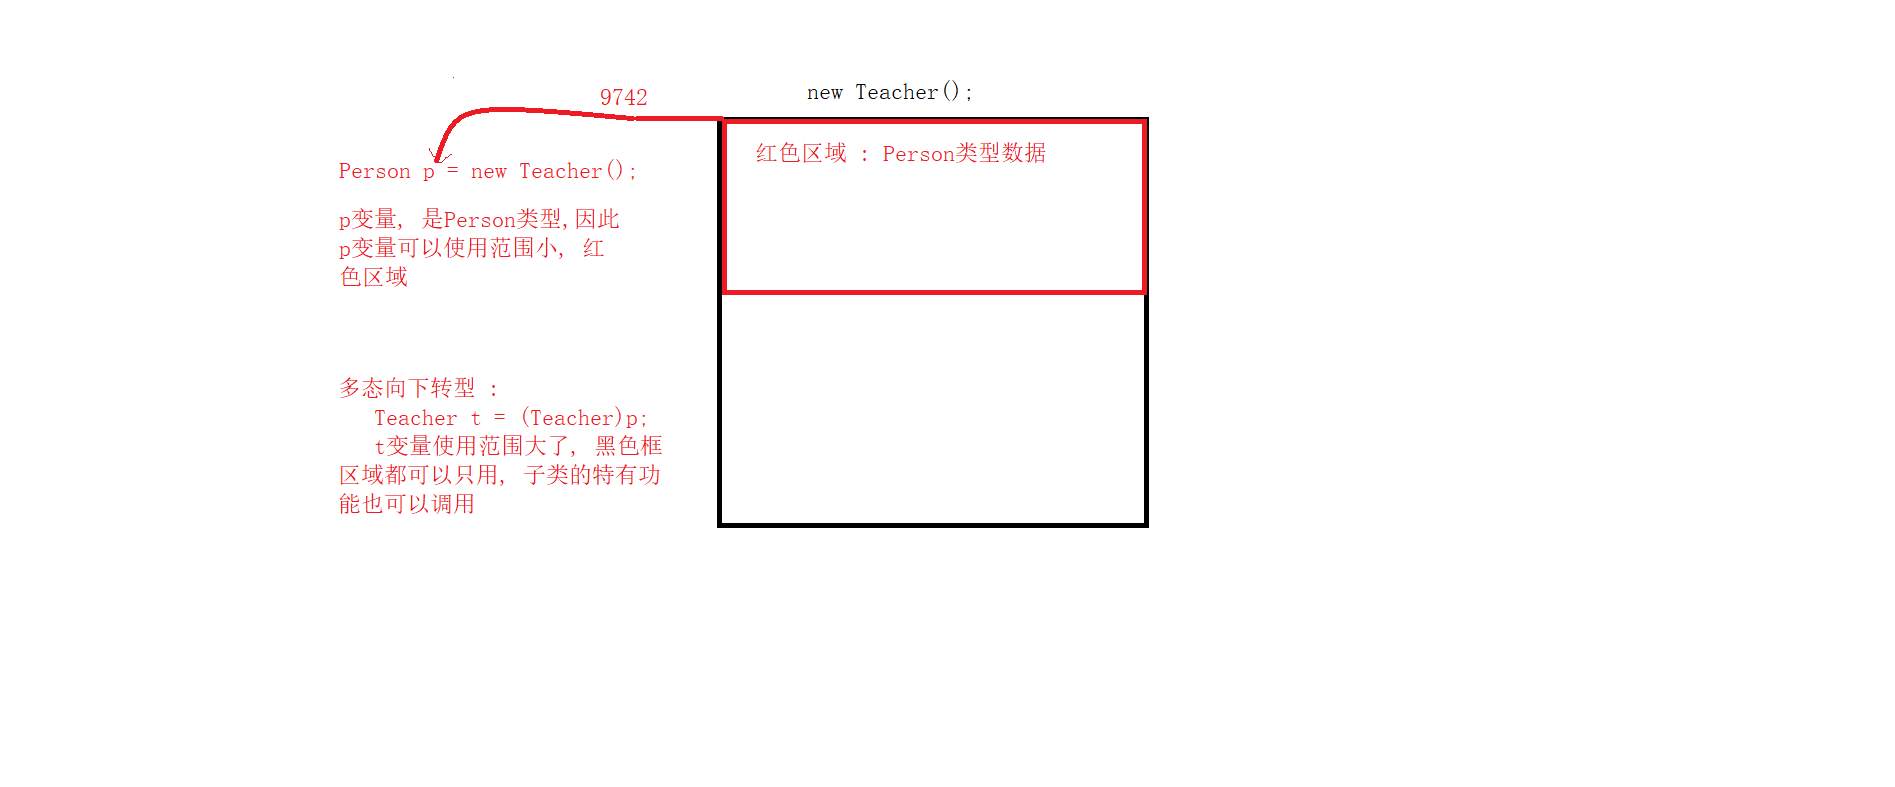 9742
new Teacher();
红色区域 : Person类型数据
Person p = new Teacher();
p变量, 是Person类型,因此
p变量可以使用范围小, 红
色区域
多态向下转型 :
Teacher t = (Teacher)p;
t变量使用范围大了, 黑色框
区域都可以只用, 子类的特有功
能也可以调用